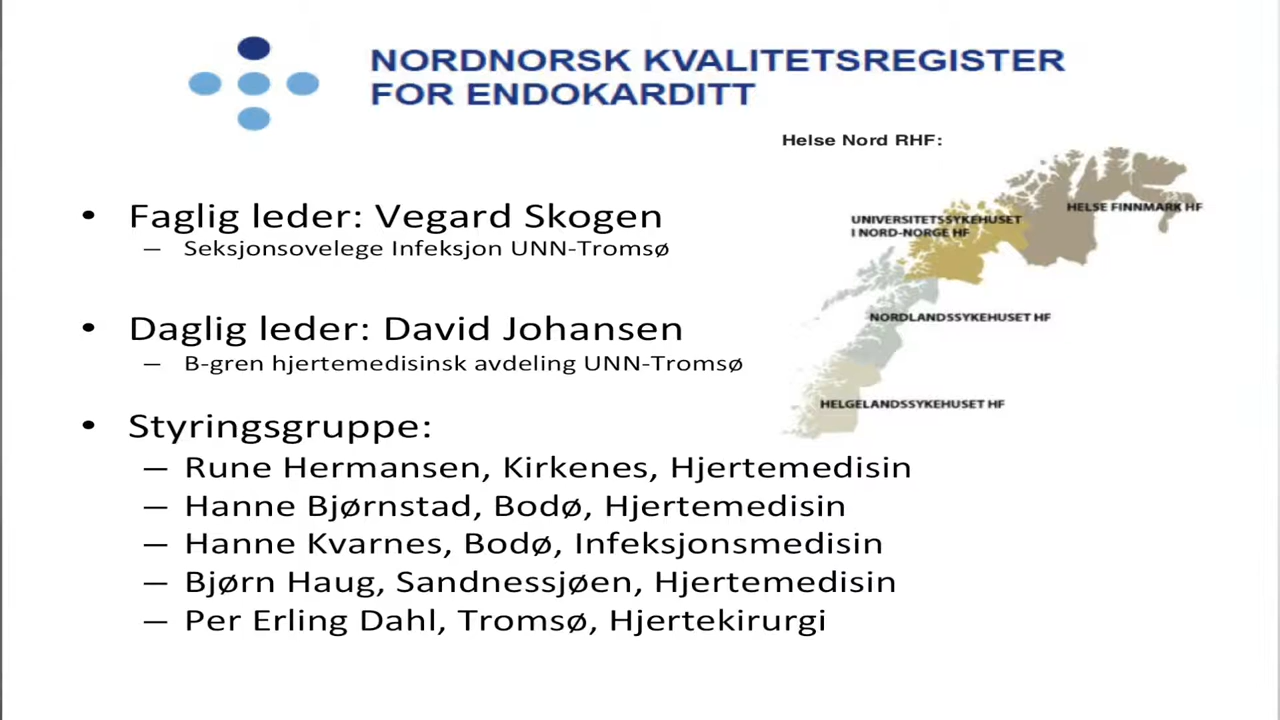 NORDNORSK KVALITETSREGISTER
FOR ENDOKARDITT
Helse Nord RHF:
HELSE FINNMARK HF
UNIVERSITETSSYKEHUSET
I NORD-NORGE HF
NORDLANDSSYKEHUSET HF
HELGELANDSSYKEHUSET HF
• Faglig leder: Vegard Skogen
– Seksjonsovelege Infeksjon UNN-Tromsø
• Daglig leder: David Johansen
– B-gren hjertemedisinsk avdeling UNN-Tromsø
• Styringsgruppe:
– Rune Hermansen, Kirkenes, Hjertemedisin
– Hanne Bjørnstad, Bodø, Hjertemedisin
– Hanne Kvarnes, Bodø, Infeksjonsmedisin
– Bjørn Haug, Sandnessjøen, Hjertemedisin
– Per Erling Dahl, Tromsø, Hjertekirurgi